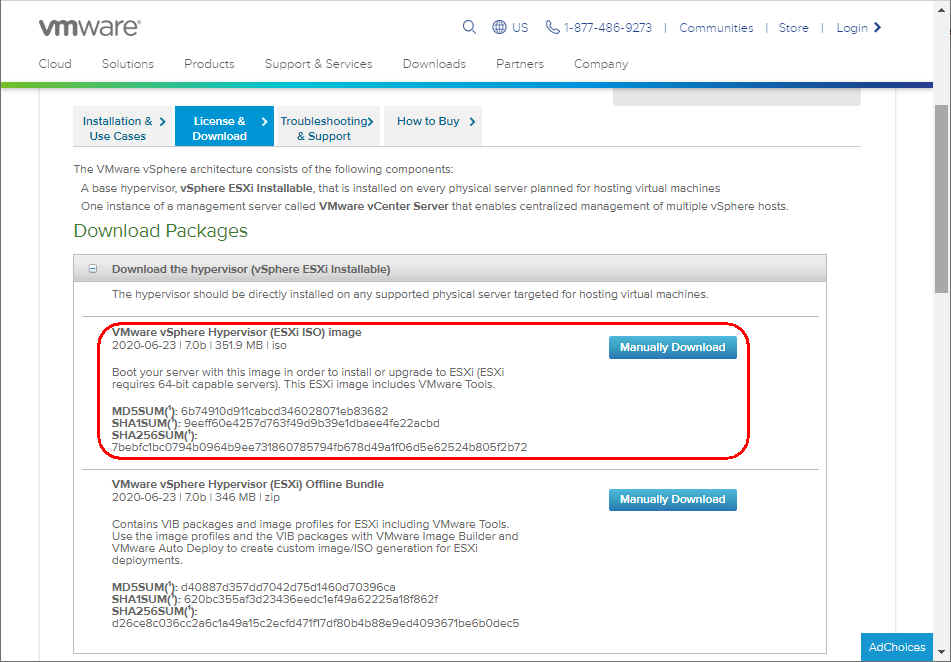 vmware®
US
1-877-486-9273 | Communities | Store | Login
Cloud Solutions Products Support & Services Downloads Partners Company
Installation & Use Cases
License & Download
Troubleshooting & Support
How to Buy
The VMware vSphere architecture consists of the following components:
A base hypervisor, vSphere ESXi Installable, that is installed on every physical server planned for hosting virtual machines
One instance of a management server called VMware vCenter Server that enables centralized management of multiple vSphere hosts.
Download Packages
Download the hypervisor (vSphere ESXi Installable)
The hypervisor should be directly installed on any supported physical server targeted for hosting virtual machines.
VMware vSphere Hypervisor (ESXi ISO) image
2020-06-23 | 7.0b | 351.9 MB | iso
Manually Download
Boot your server with this image in order to install or upgrade to ESXi (ESXi
requires 64-bit capable servers). This ESXi image includes VMware Tools.
MD5SUM(¹): 6b74910d911cabcd346028071eb83682
SHA1SUM(¹): 9eeff60e4257d763f49d9b39e1dbaee4fe22acbd
SHA256SUM(¹):
7bebfc1bc0794b0964b9ee731860785794fb678d49a1f06d5e62524b805f2b72
VMware vSphere Hypervisor (ESXi) Offline Bundle
2020-06-23 | 7.0b | 346 MB | zip
Manually Download
Contains VIB packages and image profiles for ESXi including VMware Tools.
Use the image profiles and the VIB packages with VMware Image Builder and
VMware Auto Deploy to create custom image/ISO generation for ESXi
deployments.
MD5SUM(¹): d40887d357dd7042d75d1460d70396ca
SHA1SUM(¹): 620bc355af3d23436eedc1ef49a62225a18f862f
SHA256SUM(¹):
d26ce8c036cc2a6c1a49a15c2ecfd471f17df80b4b88e9ed4093671be6b0dec5
AdChoices